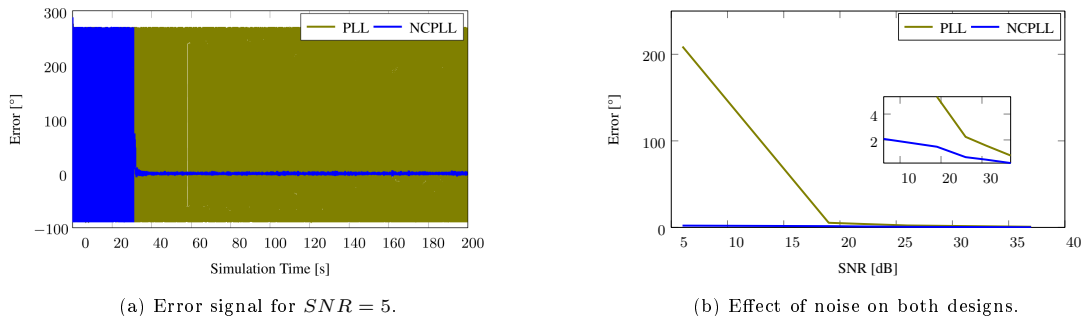 PLL NCPLL
300
200
100
0
−100
Error [°]
0 20 40 60 80 100 120 140 160 180 200
Simulation Time [s]
(a) Error signal for SNR = 5.
PLL NCPLL
200
100
0
Error [°]
4
2
10 20 30
5 10 15 20 25 30 35 40
SNR [dB]
(b) Effect of noise on both designs.